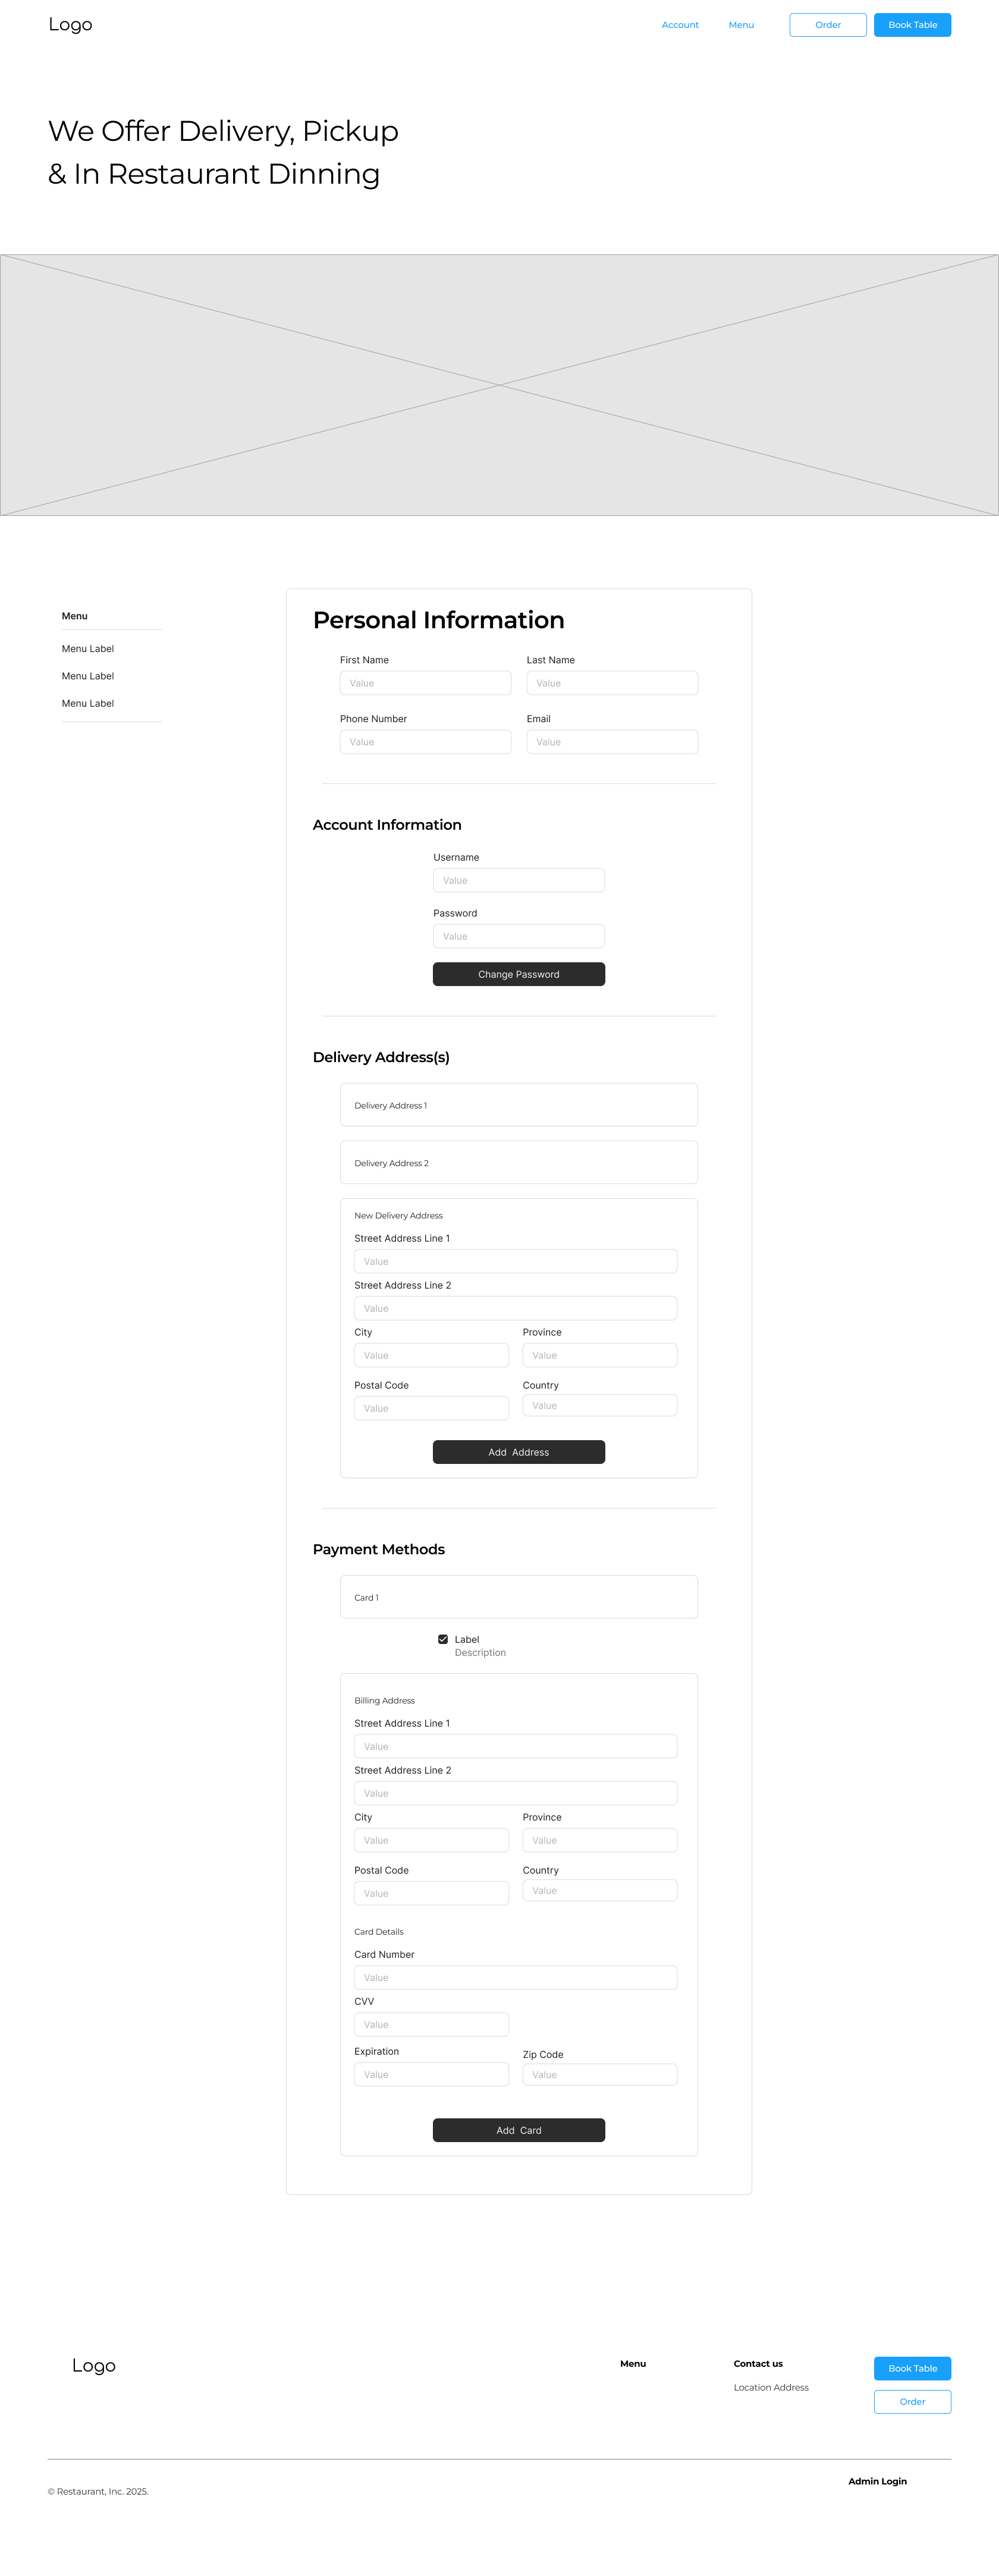 Logo
Account Menu Order Book Table
We Offer Delivery, Pickup
& In Restaurant Dinning
Menu
Menu Label
Menu Label
Menu Label
Personal Information
First Name Last Name
Value Value
Phone Number Email
Value Value
Account Information
Username
Value
Password
Value
Change Password
Delivery Address(s)
Delivery Address 1
Delivery Address 2
New Delivery Address
Street Address Line 1
Value
Street Address Line 2
Value
City Province
Value Value
Postal Code Country
Value Value
Add Address
Payment Methods
Card 1
Label
Description
Billing Address
Street Address Line 1
Value
Street Address Line 2
Value
City Province
Value Value
Postal Code Country
Value Value
Card Details
Card Number
Value
CVV
Value
Expiration Zip Code
Value Value
Add Card
Logo
Menu
Contact us
Location Address
Book Table
Order
Admin Login
© Restaurant, Inc. 2025.